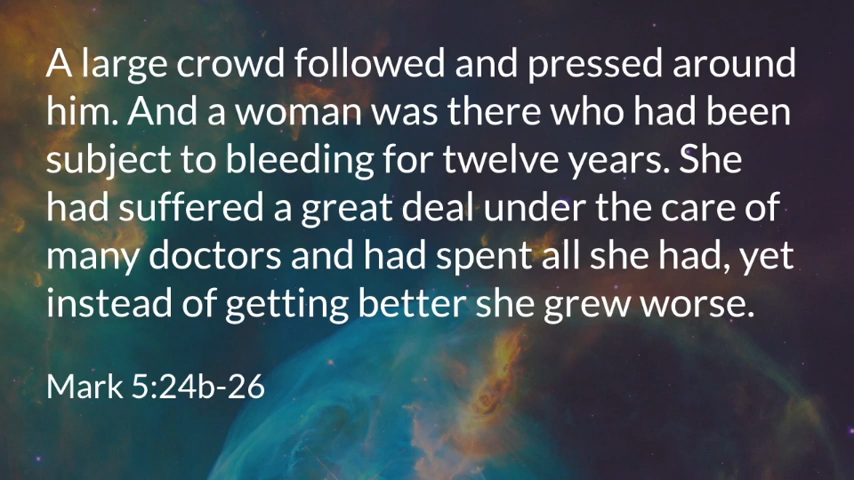 A large crowd followed and pressed around
him. And a woman was there who had been
subject to bleeding for twelve years. She
had suffered a great deal under the care of
many doctors and had spent all she had, yet
instead of getting better she grew worse.
Mark 5:24b-26